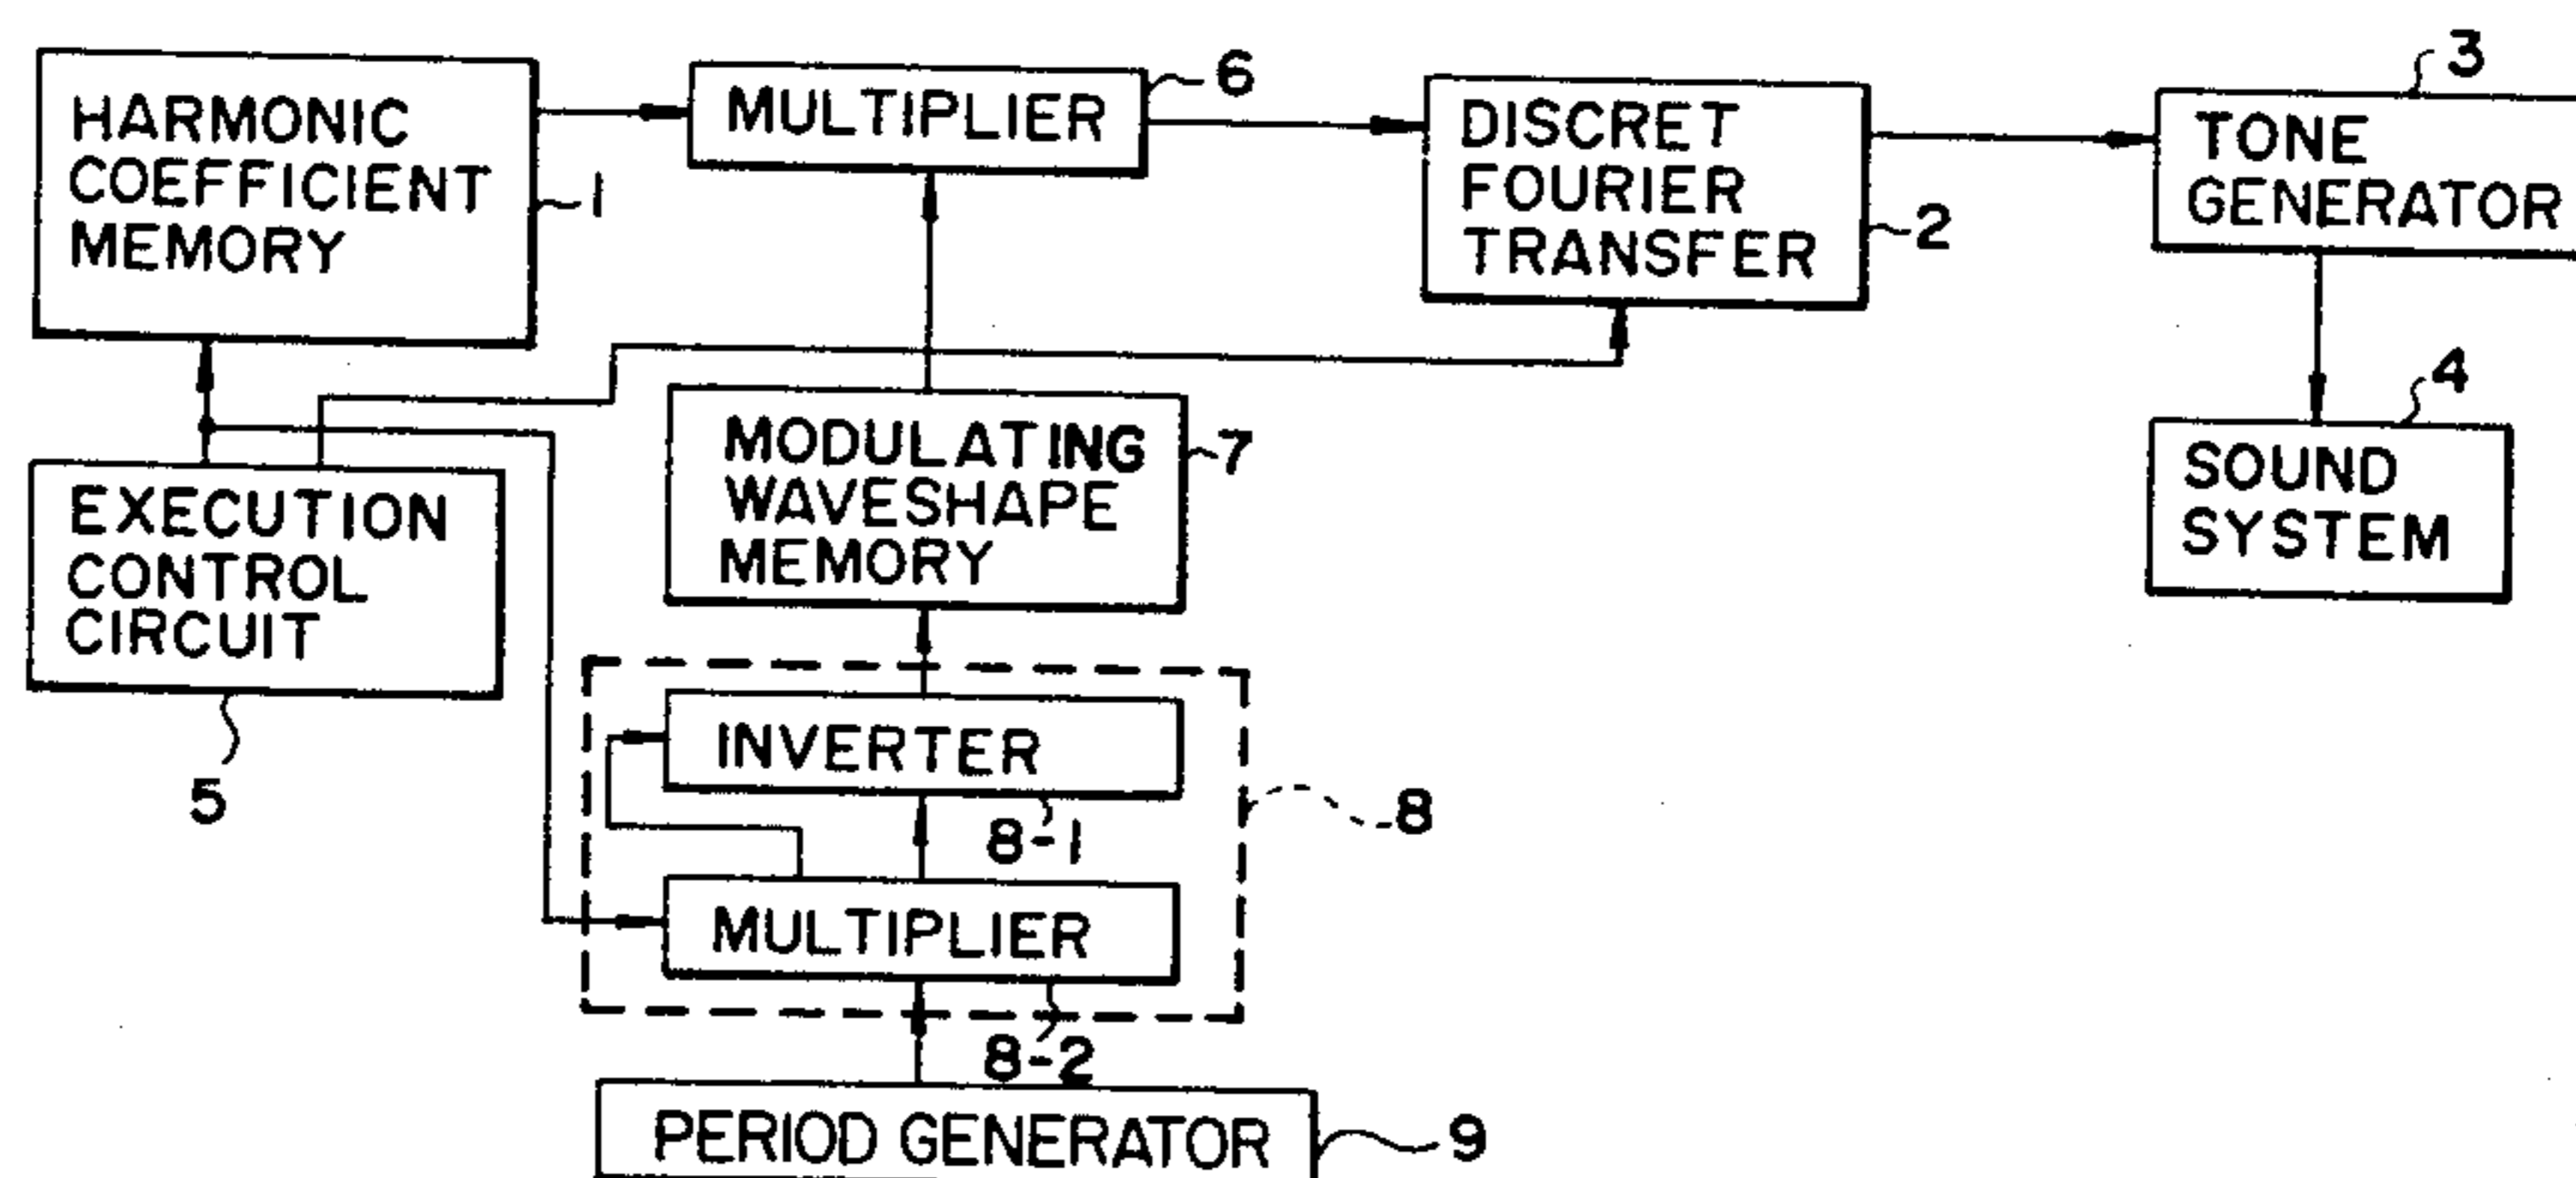 HARMONIC
COEFFICIENT
MEMORY
1
MULTIPLIER
6
DISCRET
FOURIER
TRANSFER
2
TONE
GENERATOR
3
SOUND
SYSTEM
4
EXECUTION
CONTROL
CIRCUIT
5
MODULATING
WAVESHAPE
MEMORY
7
INVERTER
8-1
8
MULTIPLIER
8-2
PERIOD GENERATOR
9